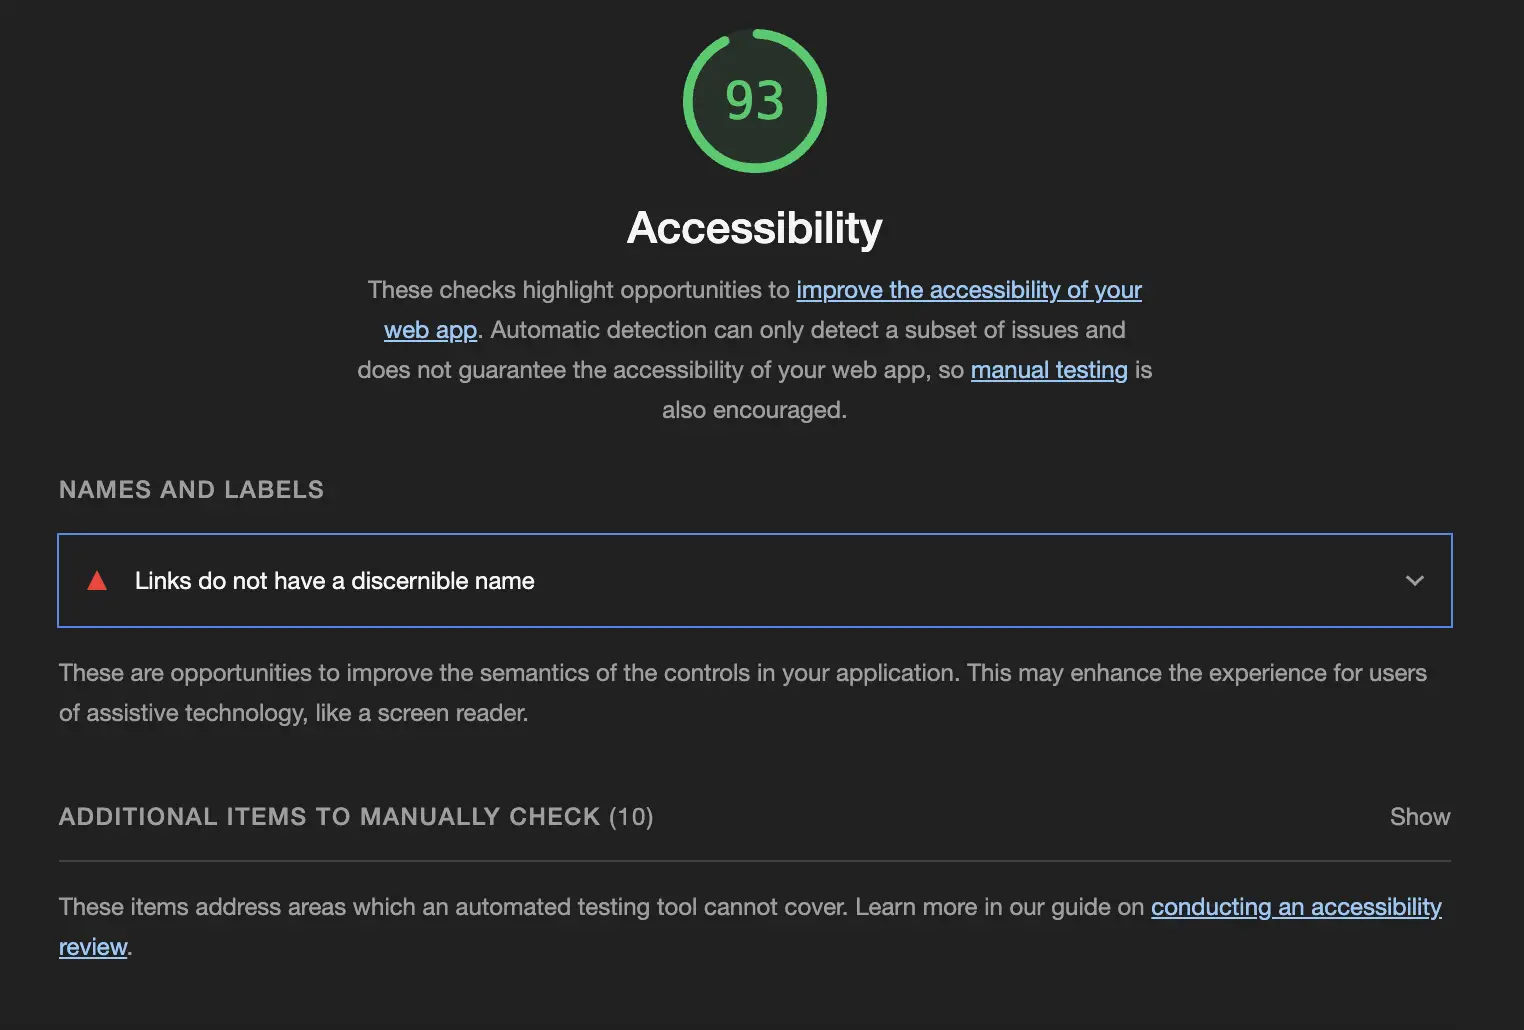 93
Accessibility
These checks highlight opportunities to improve the accessibility of your
web app. Automatic detection can only detect a subset of issues and
does not guarantee the accessibility of your web app, so manual testing is
also encouraged.
NAMES AND LABELS
Links do not have a discernible name
These are opportunities to improve the semantics of the controls in your application. This may enhance the experience for users
of assistive technology, like a screen reader.
ADDITIONAL ITEMS TO MANUALLY CHECK (10)
Show
These items address areas which an automated testing tool cannot cover. Learn more in our guide on conducting an accessibility
review.